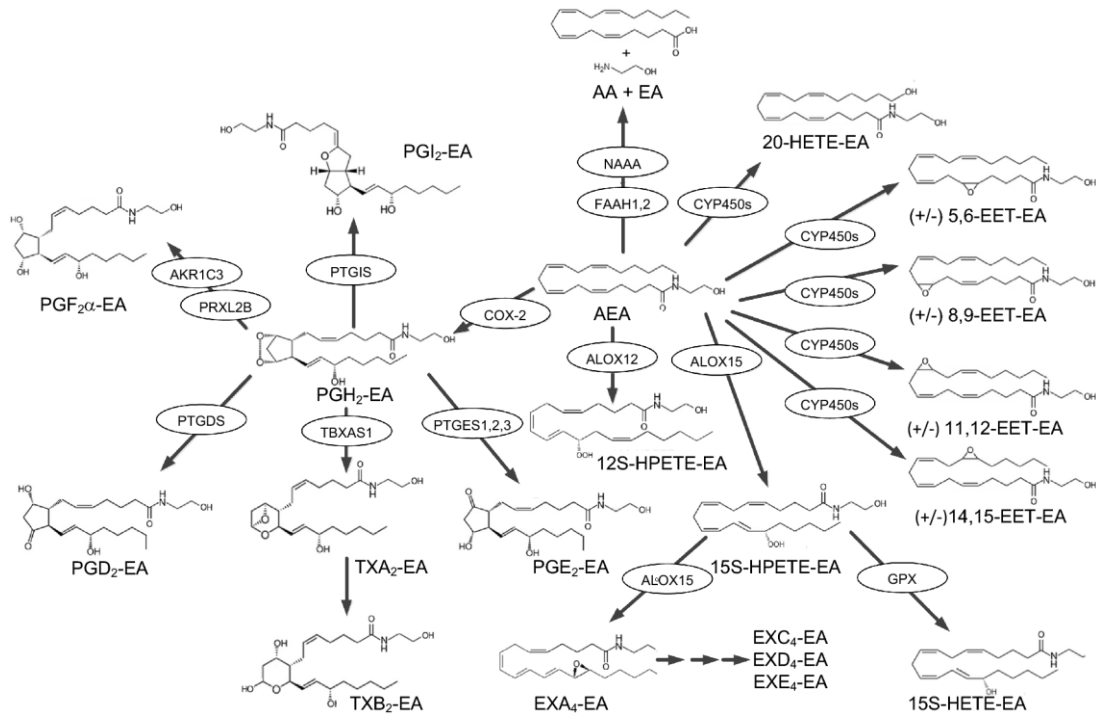 AA + EA
NAAA
FAAH1,2
CYP450s
20-HETE-EA
CYP450s
(+/-) 5,6-EET-EA
CYP450s
(+/-) 8,9-EET-EA
CYP450s
(+/-) 11,12-EET-EA
CYP450s
(+/-)14,15-EET-EA
PGI₂-EA
PTGIS
AKR1C3
PRXL2B
PGF₂α-EA
COX-2
AEA
PGH₂-EA
ALOX12
ALOX15
PTGDS
TBXAS1
PTGES1,2,3
12S-HPETE-EA
PGD₂-EA
TXA₂-EA
PGE₂-EA
15S-HPETE-EA
ALOX15
GPX
TXB₂-EA
EXA₄-EA
EXC₄-EA
EXD₄-EA
EXE₄-EA
15S-HETE-EA